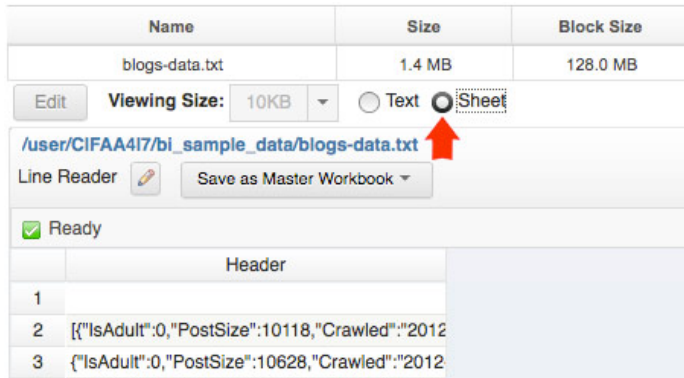 Name Size Block Size
blogs-data.txt 1.4 MB 128.0 MB
Edit Viewing Size: 10KB Text Sheet
/user/CIFAA4I7/bi_sample_data/blogs-data.txt
Line Reader Save as Master Workbook
Ready
Header
1
2 [{"IsAdult":0,"PostSize":10118,"Crawled":"2012
3 {"IsAdult":0,"PostSize":10628,"Crawled":"2012-